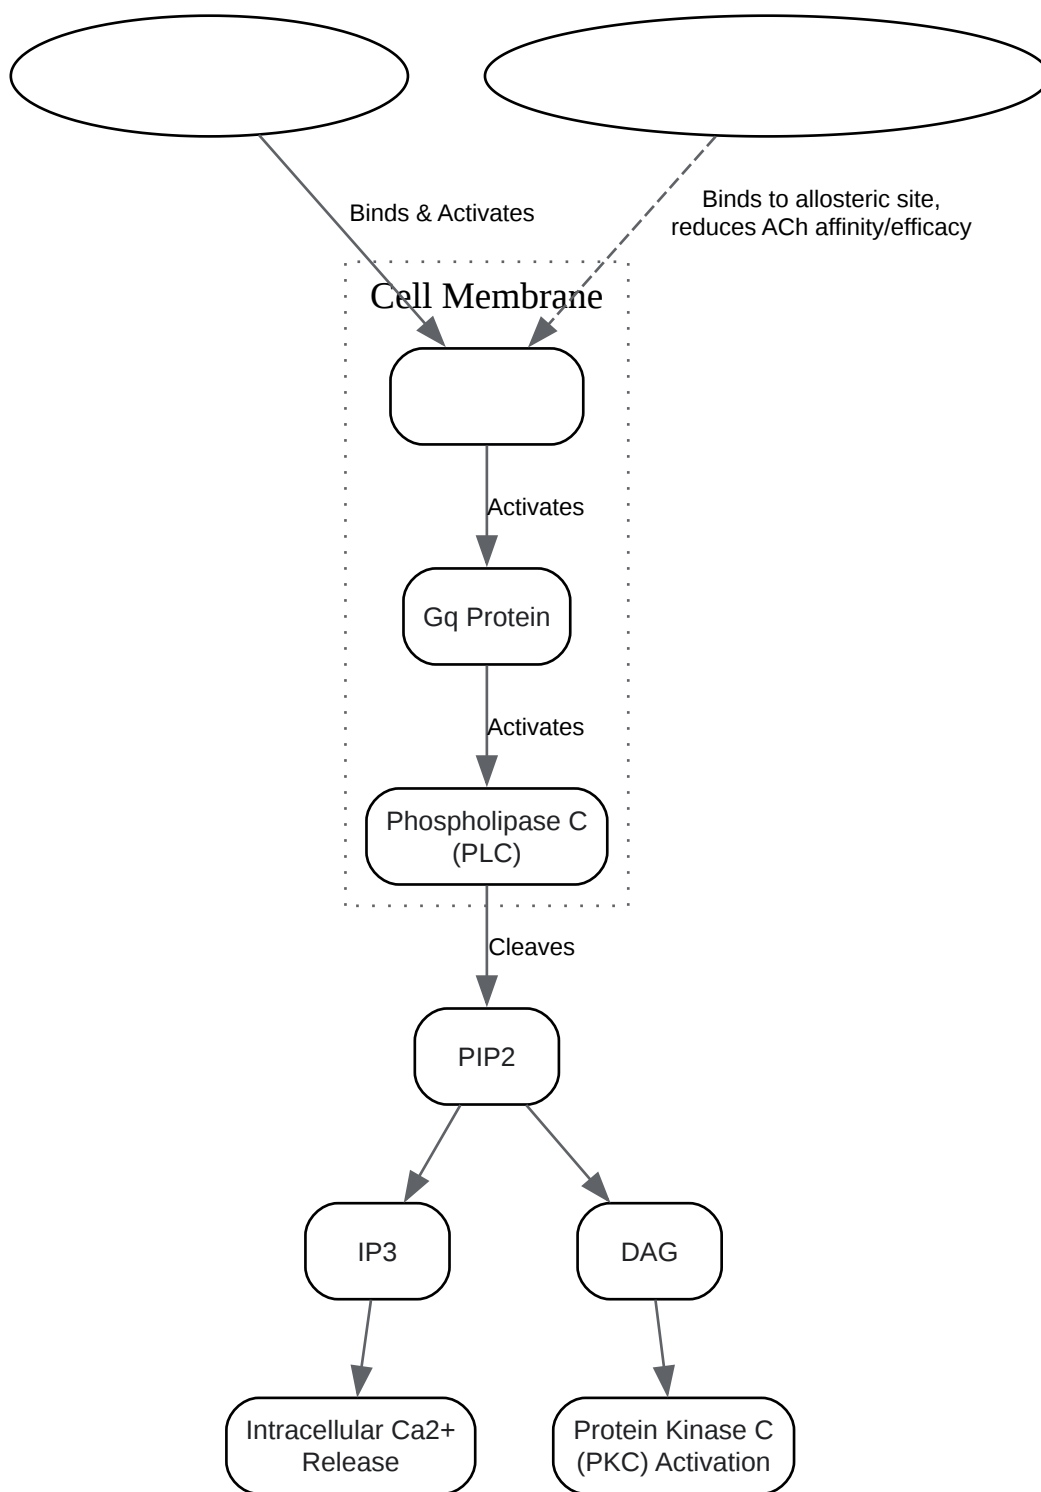 Binds & Activates
Binds to allosteric site,
reduces ACh affinity/efficacy
Cell Membrane
Activates
Gq Protein
Activates
Phospholipase C
(PLC)
Cleaves
PIP2
IP3
DAG
Intracellular Ca2+
Release
Protein Kinase C
(PKC) Activation